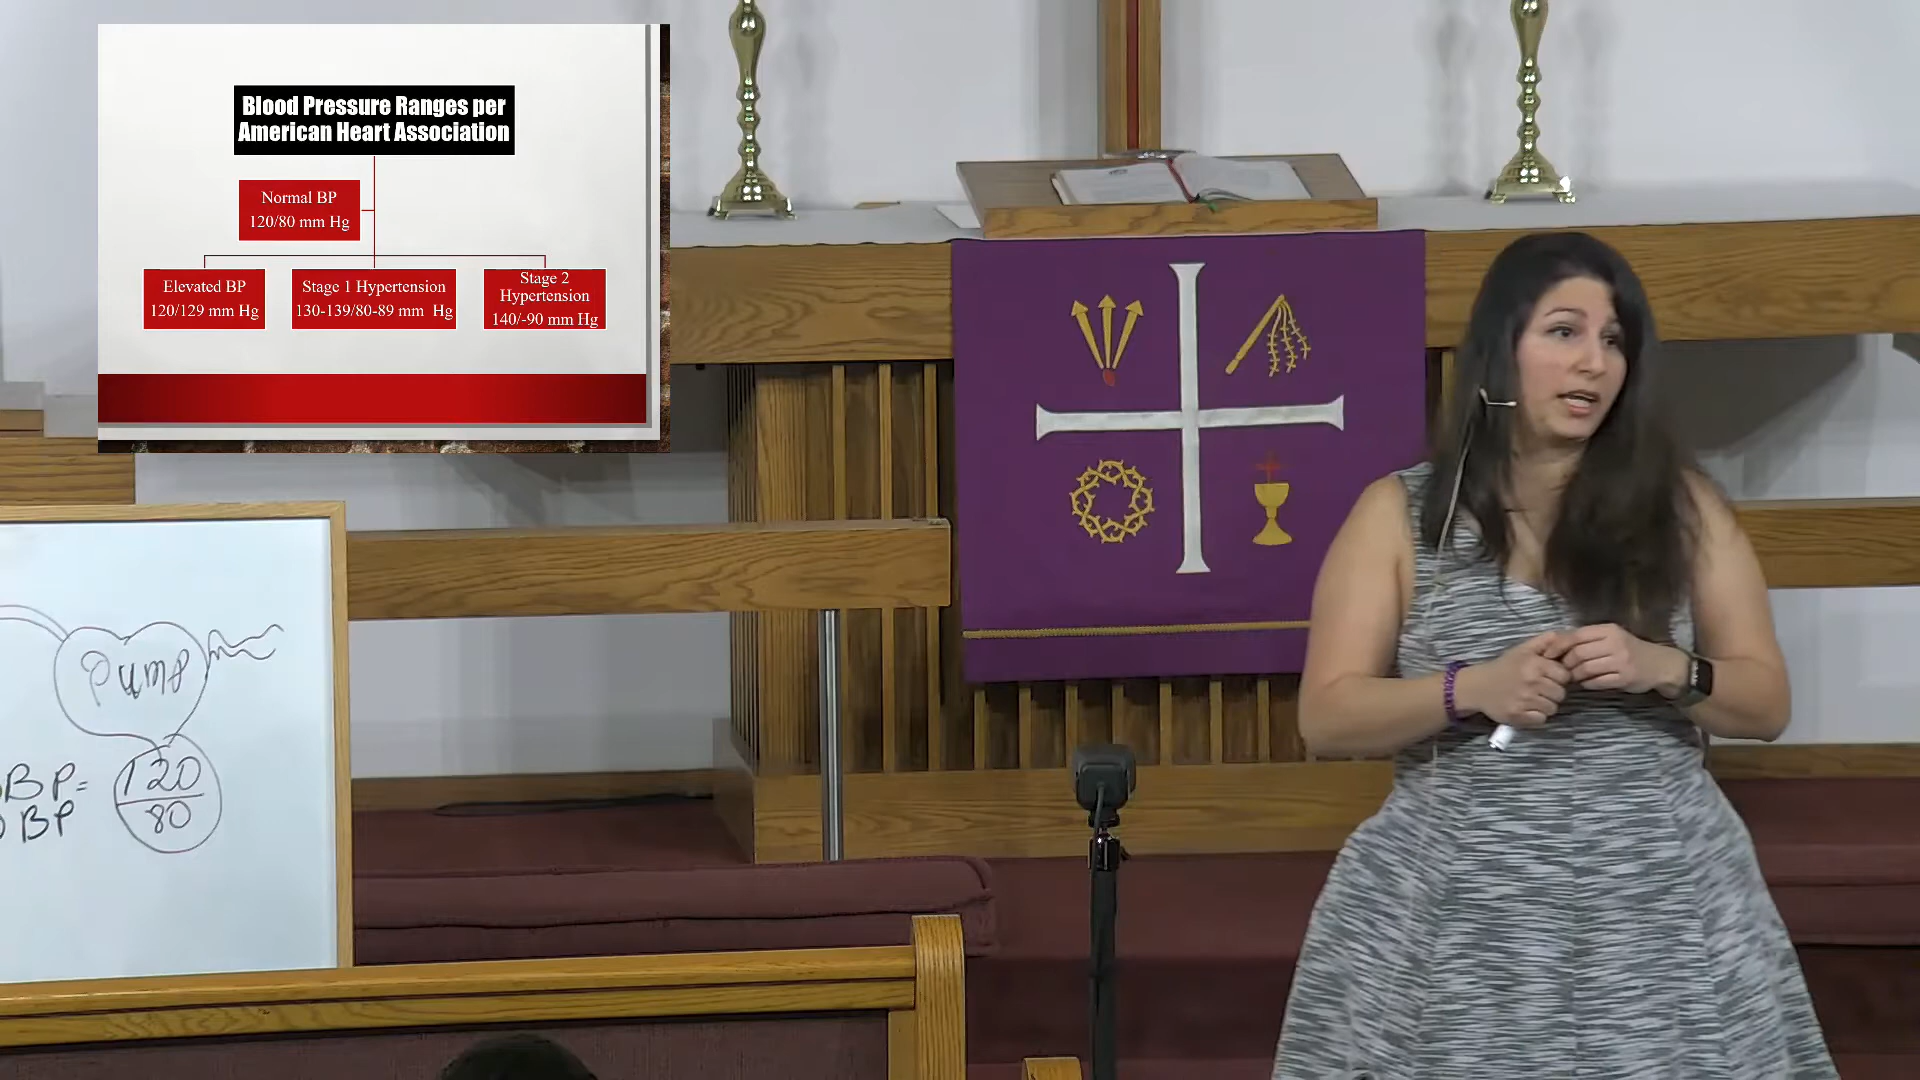 Blood Pressure Ranges per
American Heart Association
Normal BP
120/80 mm Hg
Elevated BP
120/129 mm Hg
Stage 1 Hypertension
130-139/80-89 mm Hg
Stage 2
Hypertension
140/-90 mm Hg
Pump
BP= 120
BP 80